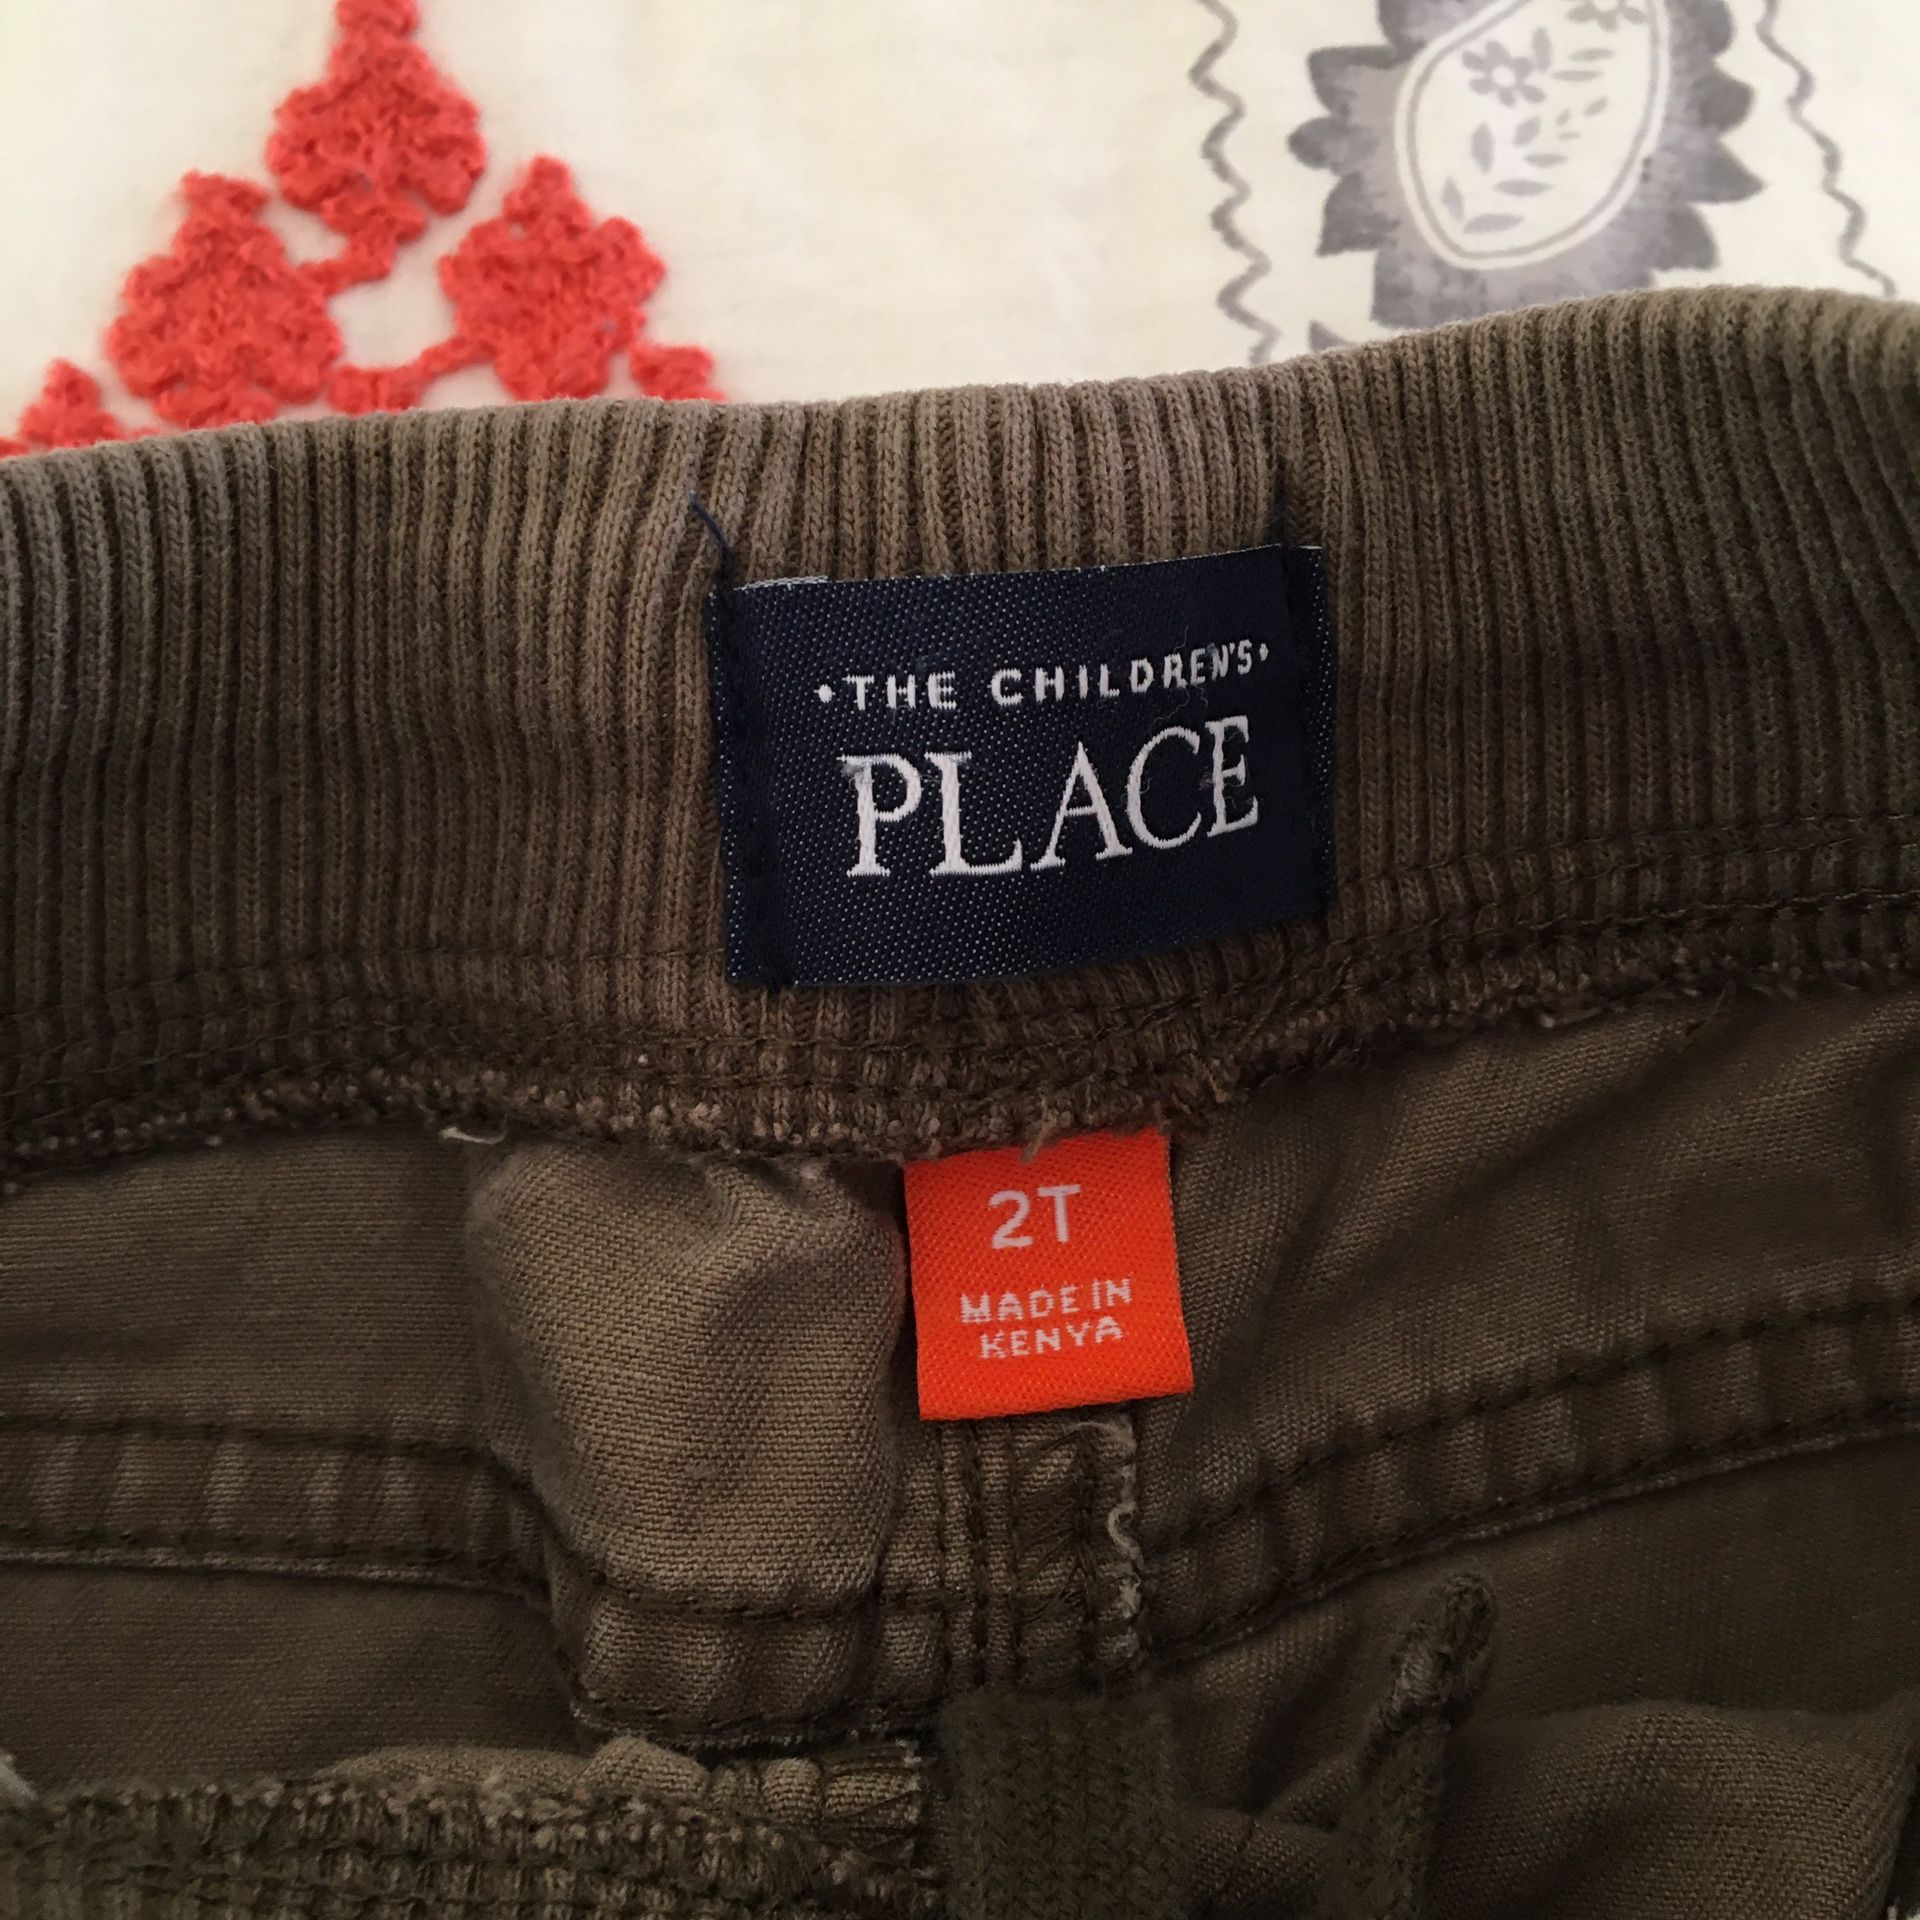 •THE CHILDREN'S•
PLACE
2T
MADE IN
KENYA